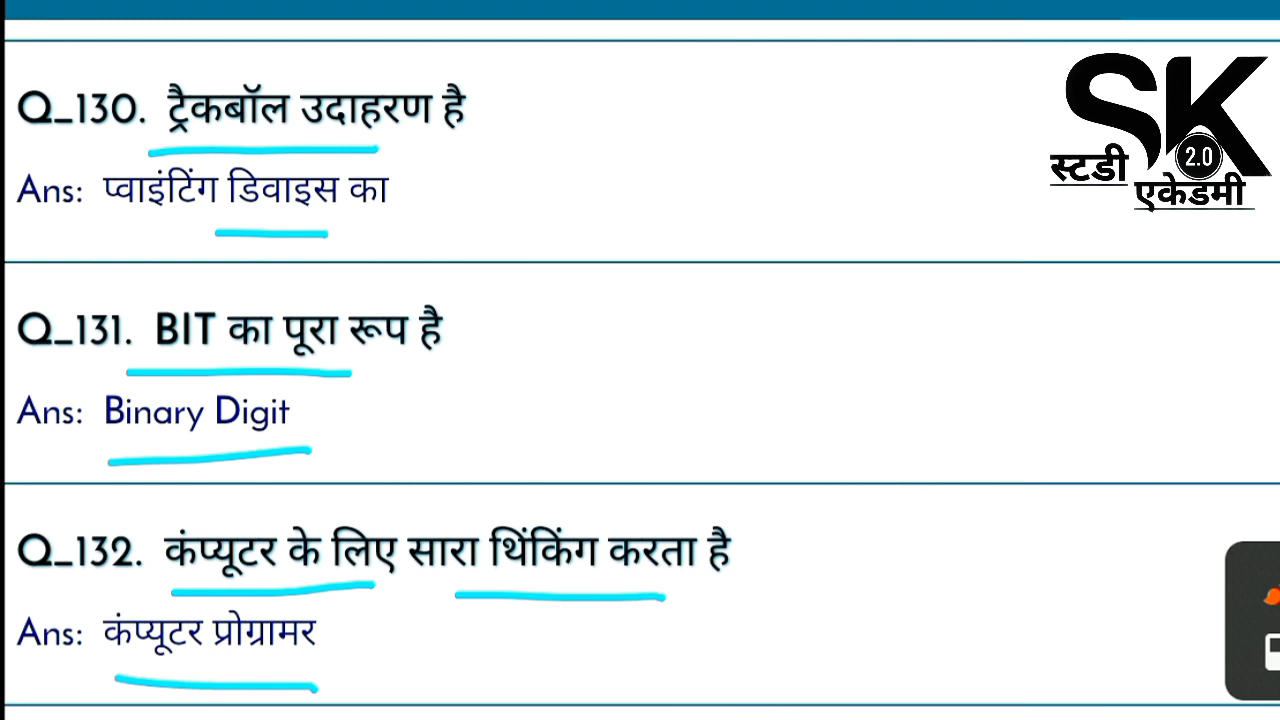 Q_130. ट्रैकबॉल उदाहरण है
Ans: प्वाइंटिंग डिवाइस का
SK
स्टडी 2.0
एकेडमी
Q_131. BIT का पूरा रूप है
Ans: Binary Digit
Q_132. कंप्यूटर के लिए सारा थिंकिंग करता है
Ans: कंप्यूटर प्रोग्रामर